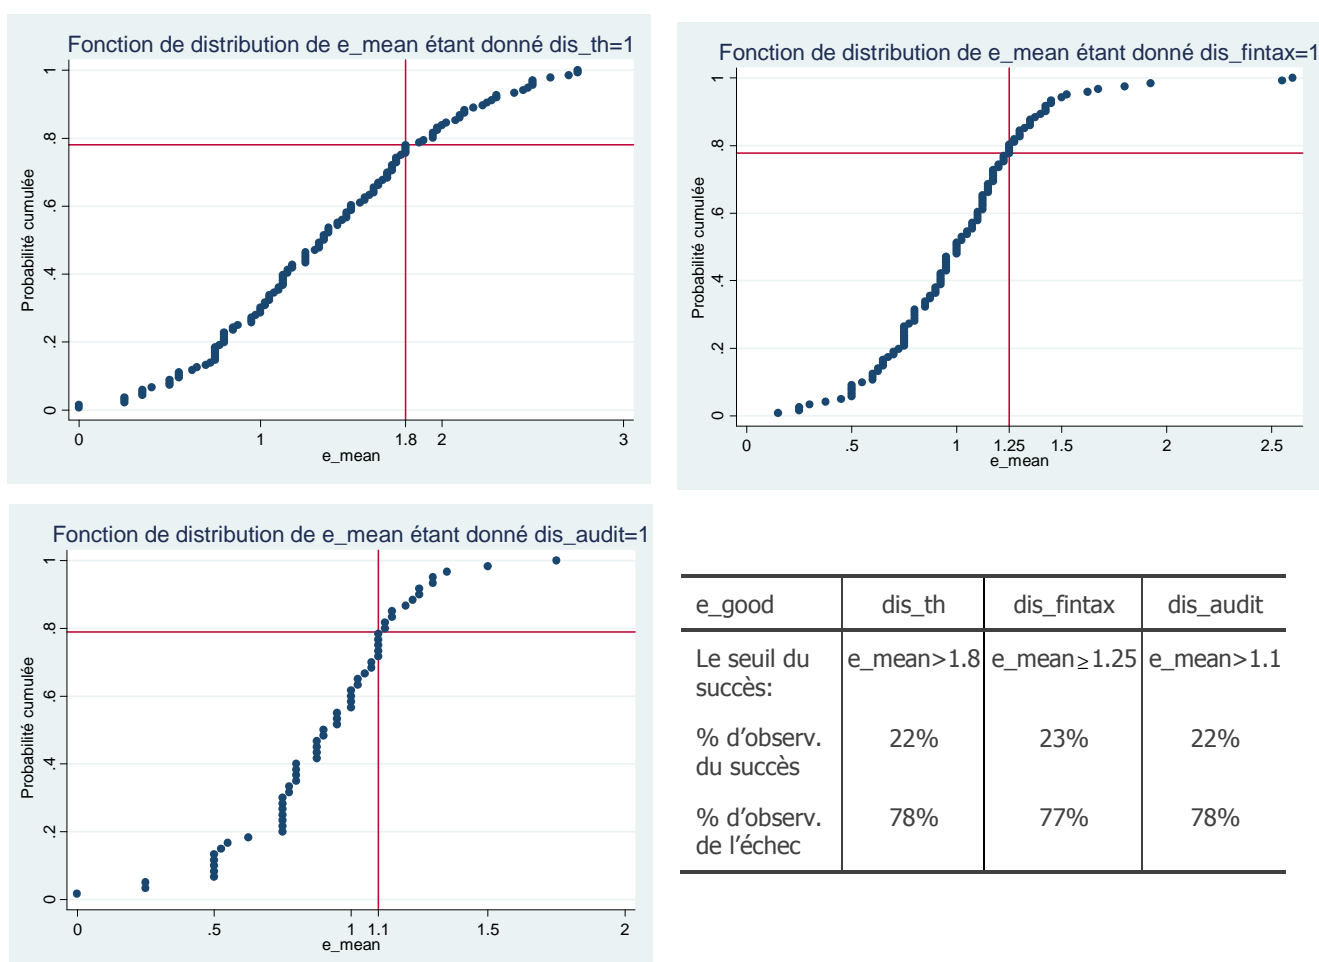 Fonction de distribution de e_mean étant donné dis_th=1
Probabilité cumulée
1
.8
.6
.4
.2
0
0 1 1.8 2 3
e_mean
Fonction de distribution de e_mean étant donné dis_fintax=1
Probabilité cumulée
1
.8
.6
.4
.2
0
0 .5 1 1.25 1.5 2 2.5
e_mean
Fonction de distribution de e_mean étant donné dis_audit=1
Probabilité cumulée
1
.8
.6
.4
.2
0
0 .5 1 1.1 1.5 2
e_mean
e_good dis_th dis_fintax dis_audit
Le seuil du e_mean>1.8 e_mean≥1.25 e_mean>1.1
succès:
% d'observ. 22% 23% 22%
du succès
% d'observ. 78% 77% 78%
de l'échec